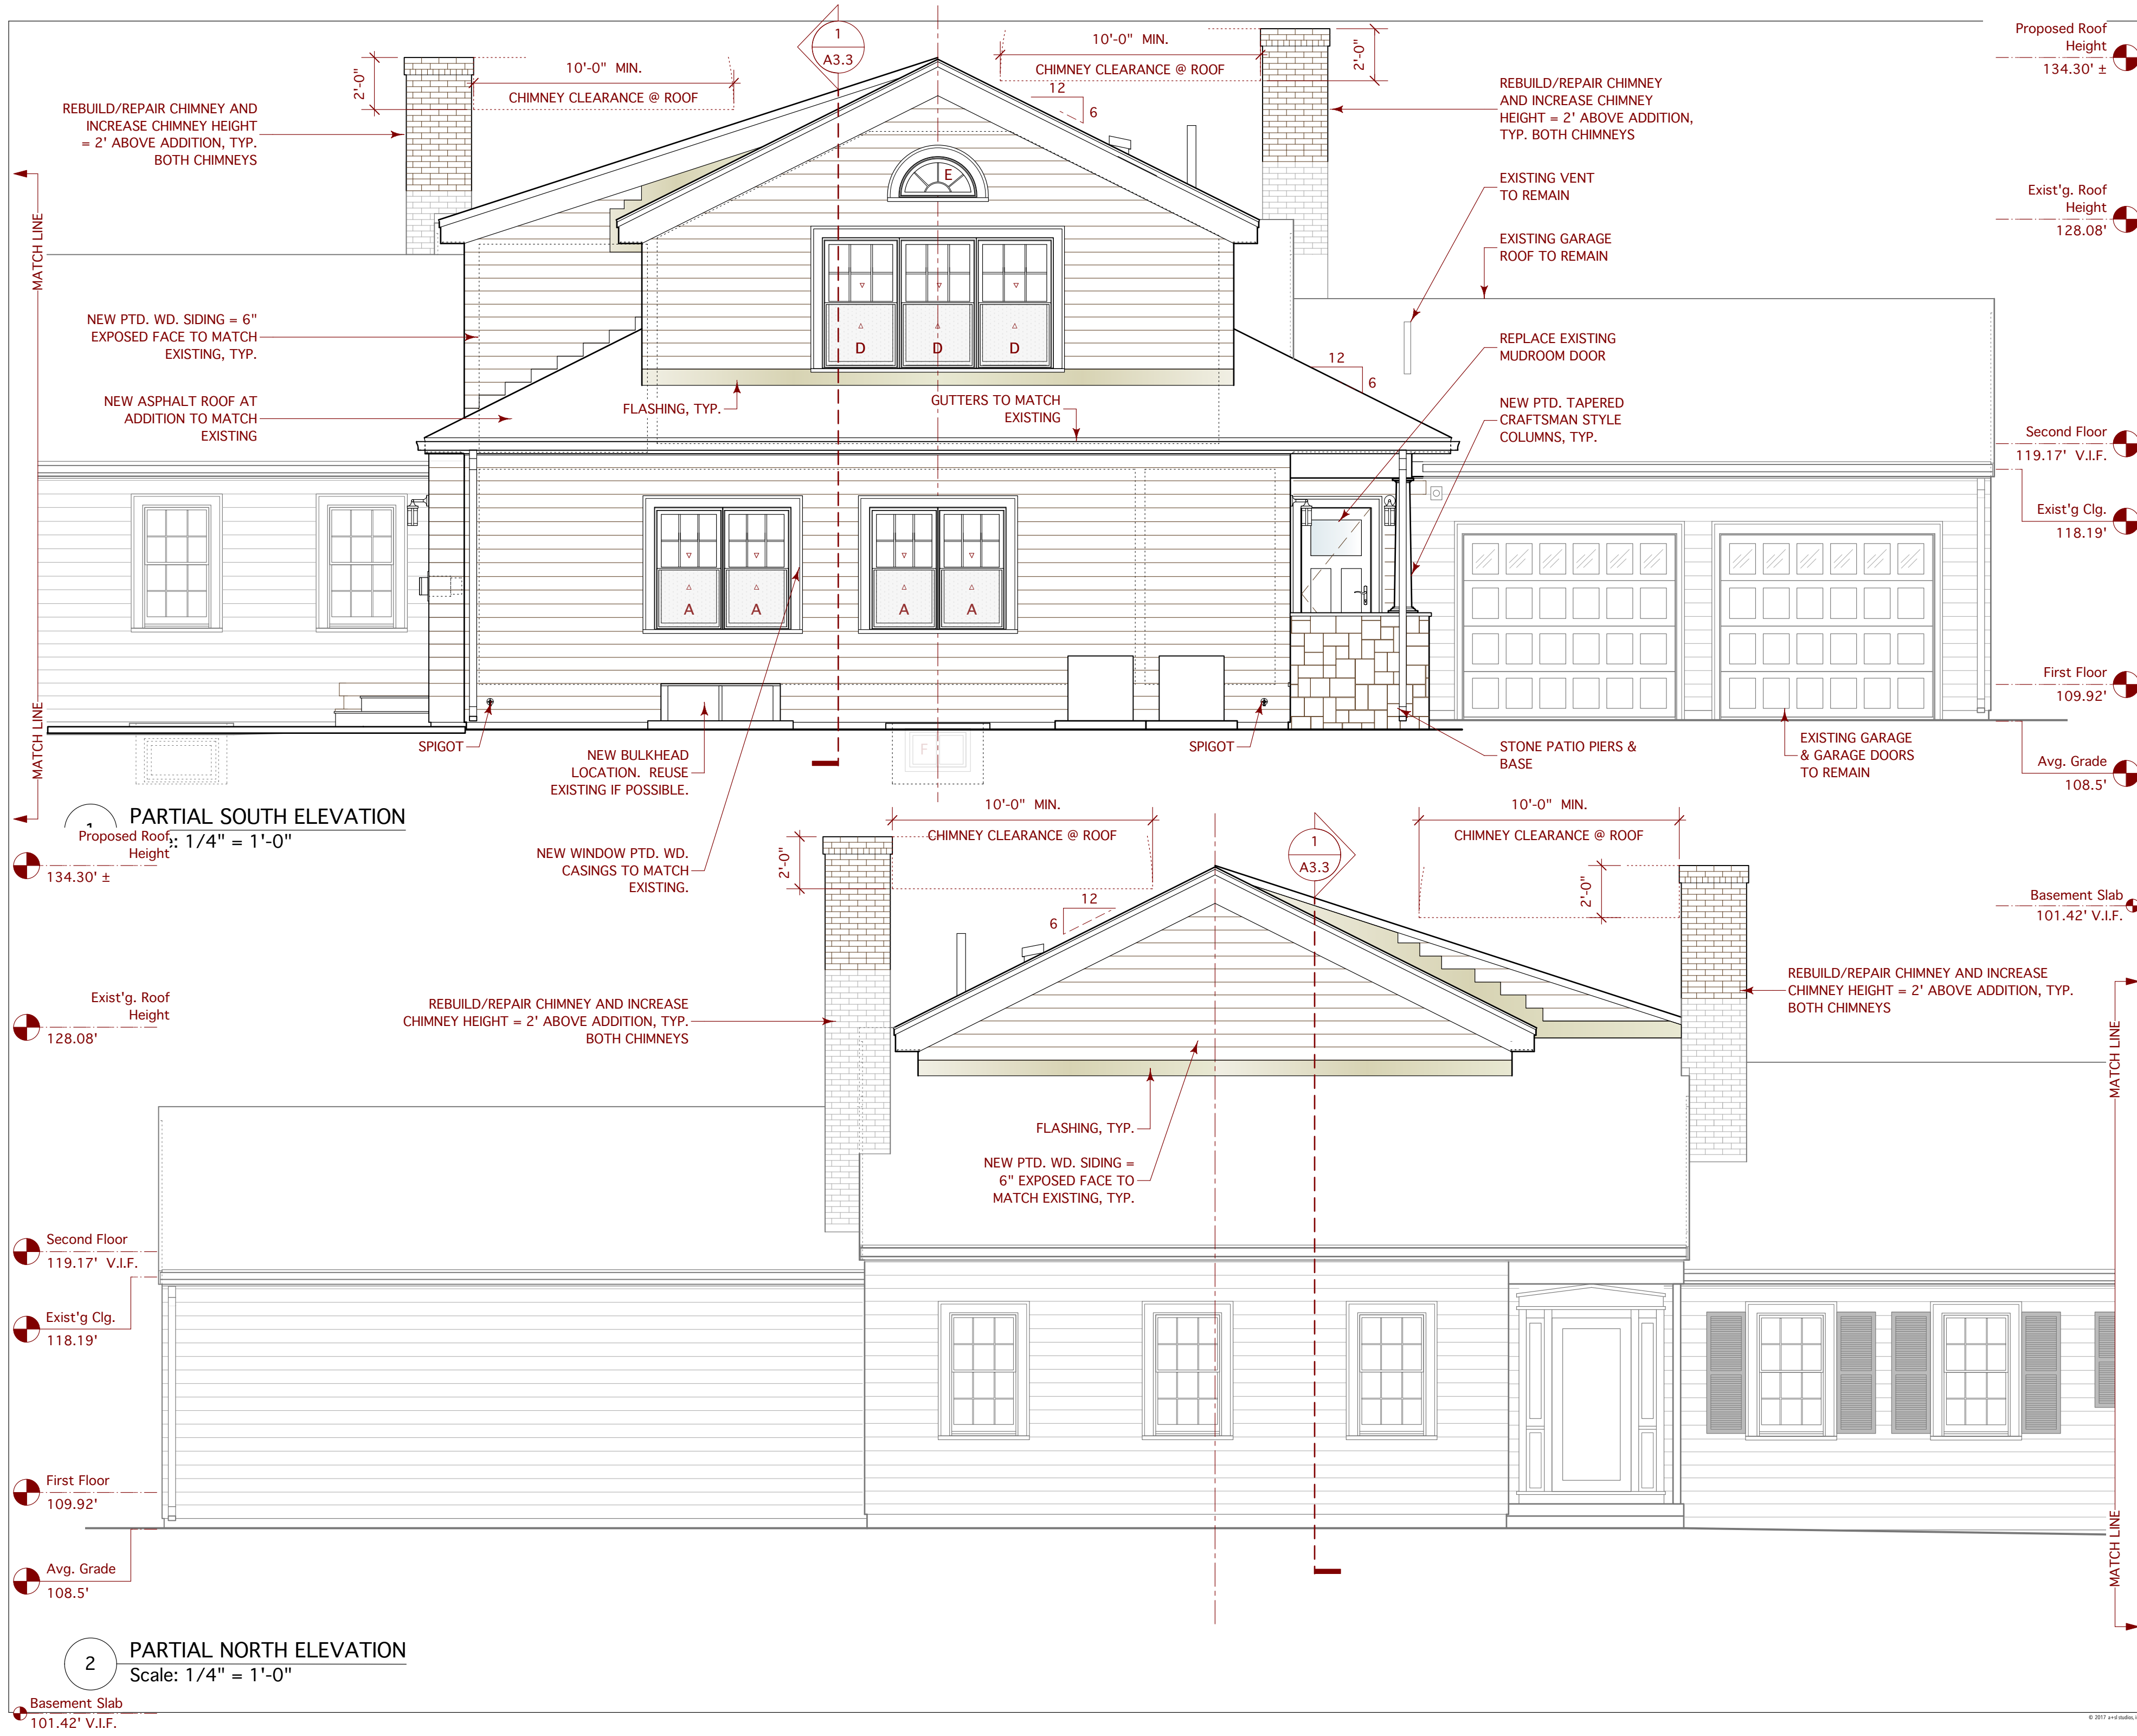 1
A3.3
10'-0" MIN.
CHIMNEY CLEARANCE @ ROOF
2'-0"
10'-0" MIN.
CHIMNEY CLEARANCE @ ROOF
2'-0"
12
6
Proposed Roof
Height
134.30' ±
REBUILD/REPAIR CHIMNEY AND
INCREASE CHIMNEY HEIGHT
= 2' ABOVE ADDITION, TYP.
BOTH CHIMNEYS
REBUILD/REPAIR CHIMNEY
AND INCREASE CHIMNEY
HEIGHT = 2' ABOVE ADDITION,
TYP. BOTH CHIMNEYS
EXISTING VENT
TO REMAIN
Exist'g. Roof
Height
128.08'
E
MATCH LINE
EXISTING GARAGE
ROOF TO REMAIN
NEW PTD. WD. SIDING = 6"
EXPOSED FACE TO MATCH
EXISTING, TYP.
D
D
D
REPLACE EXISTING
MUDROOM DOOR
12
6
NEW ASPHALT ROOF AT
ADDITION TO MATCH
EXISTING
FLASHING, TYP.
GUTTERS TO MATCH
EXISTING
NEW PTD. TAPERED
CRAFTSMAN STYLE
COLUMNS, TYP.
Second Floor
119.17' V.I.F.
Exist'g Clg.
118.19'
A
A
A
A
First Floor
109.92'
MATCH LINE
SPIGOT
NEW BULKHEAD
LOCATION. REUSE
EXISTING IF POSSIBLE.
F
SPIGOT
STONE PATIO PIERS &
BASE
EXISTING GARAGE
& GARAGE DOORS
TO REMAIN
Avg. Grade
108.5'
1
PARTIAL SOUTH ELEVATION
: 1/4" = 1'-0"
NEW WINDOW PTD. WD.
CASINGS TO MATCH
EXISTING.
Basement Slab
101.42' V.I.F.
Proposed Roof
Height
134.30' ±
2'-0"
10'-0" MIN.
CHIMNEY CLEARANCE @ ROOF
1
A3.3
10'-0" MIN.
CHIMNEY CLEARANCE @ ROOF
2'-0"
12
6
Exist'g. Roof
Height
128.08'
REBUILD/REPAIR CHIMNEY AND INCREASE
CHIMNEY HEIGHT = 2' ABOVE ADDITION, TYP.
BOTH CHIMNEYS
REBUILD/REPAIR CHIMNEY AND INCREASE
CHIMNEY HEIGHT = 2' ABOVE ADDITION, TYP.
BOTH CHIMNEYS
MATCH LINE
FLASHING, TYP.
NEW PTD. WD. SIDING =
6" EXPOSED FACE TO
MATCH EXISTING, TYP.
Second Floor
119.17' V.I.F.
Exist'g Clg.
118.19'
First Floor
109.92'
MATCH LINE
Avg. Grade
108.5'
2
PARTIAL NORTH ELEVATION
Scale: 1/4" = 1'-0"
Basement Slab
101.42' V.I.F.
© 2017 a+sl studios,